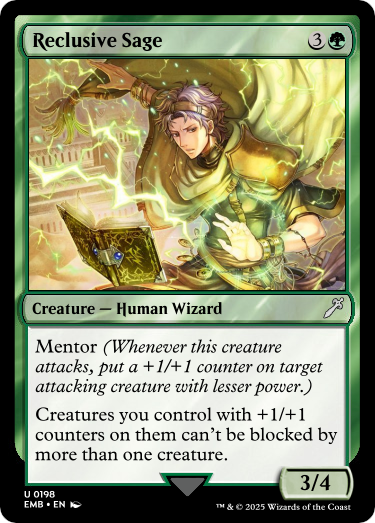 Reclusive Sage 3
Creature — Human Wizard
Mentor (Whenever this creature
attacks, put a +1/+1 counter on target
attacking creature with lesser power.)
Creatures you control with +1/+1
counters on them can't be blocked by
more than one creature.
3/4
U 0198
EMB • EN
™ & © 2025 Wizards of the Coast